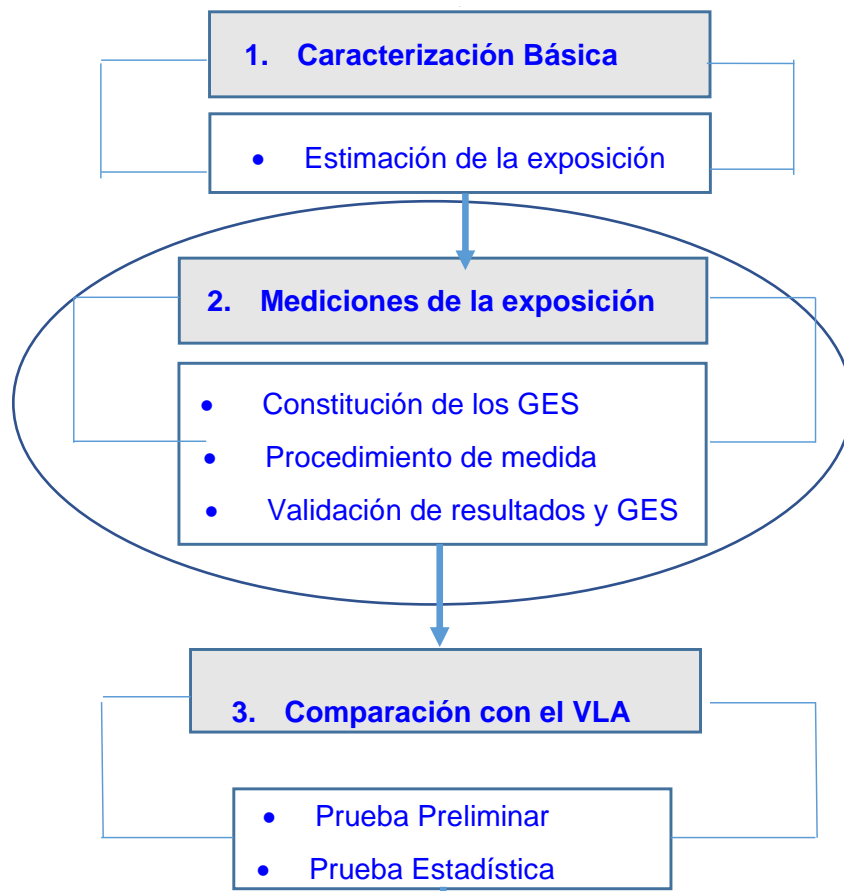 1. Caracterización Básica
• Estimación de la exposición
2. Mediciones de la exposición
• Constitución de los GES
• Procedimiento de medida
• Validación de resultados y GES
3. Comparación con el VLA
• Prueba Preliminar
• Prueba Estadística